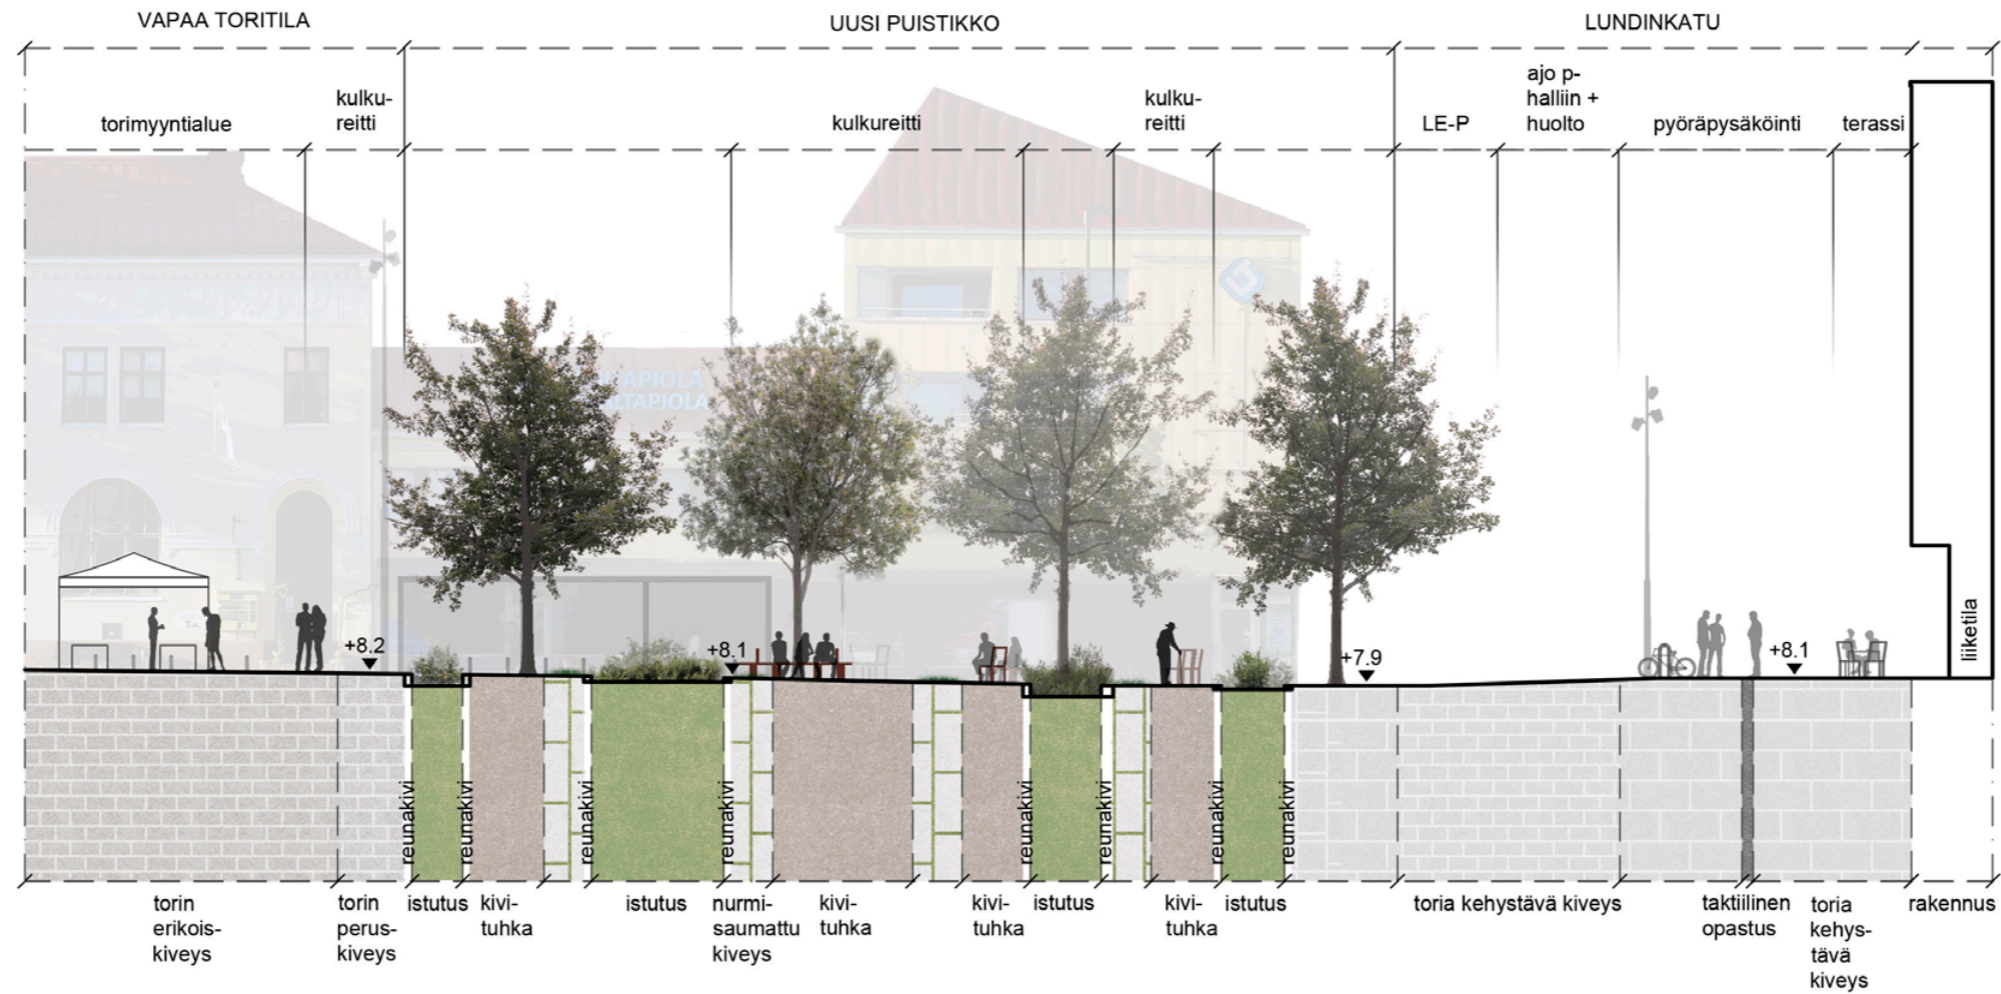 VAPAA TORITILA
UUSI PUISTIKKO
LUNDINKATU
torimyyntialue
kulku-
reitti
kulkureitti
kulku-
reitti
LE-P
ajo p-
halliin +
huolto
pyöräpysäköinti
terassi
TAPIOLA
LTAPIOLA
+8.2
+8.1
+7.9
+8.1
liiketila
reunakivi
reunakivi
reunakivi
reunakivi
reunakivi
reunakivi
reunakivi
reunakivi
torin
erikois-
kiveys
torin
perus-
kiveys
istutus
kivi-
tuhka
istutus
nurmi-
saumattu
kiveys
kivi-
tuhka
kivi-
tuhka
istutus
kivi-
tuhka
istutus
toria kehystävä kiveys
taktiilinen
opastus
toria
kehys-
tävä
kiveys
rakennus